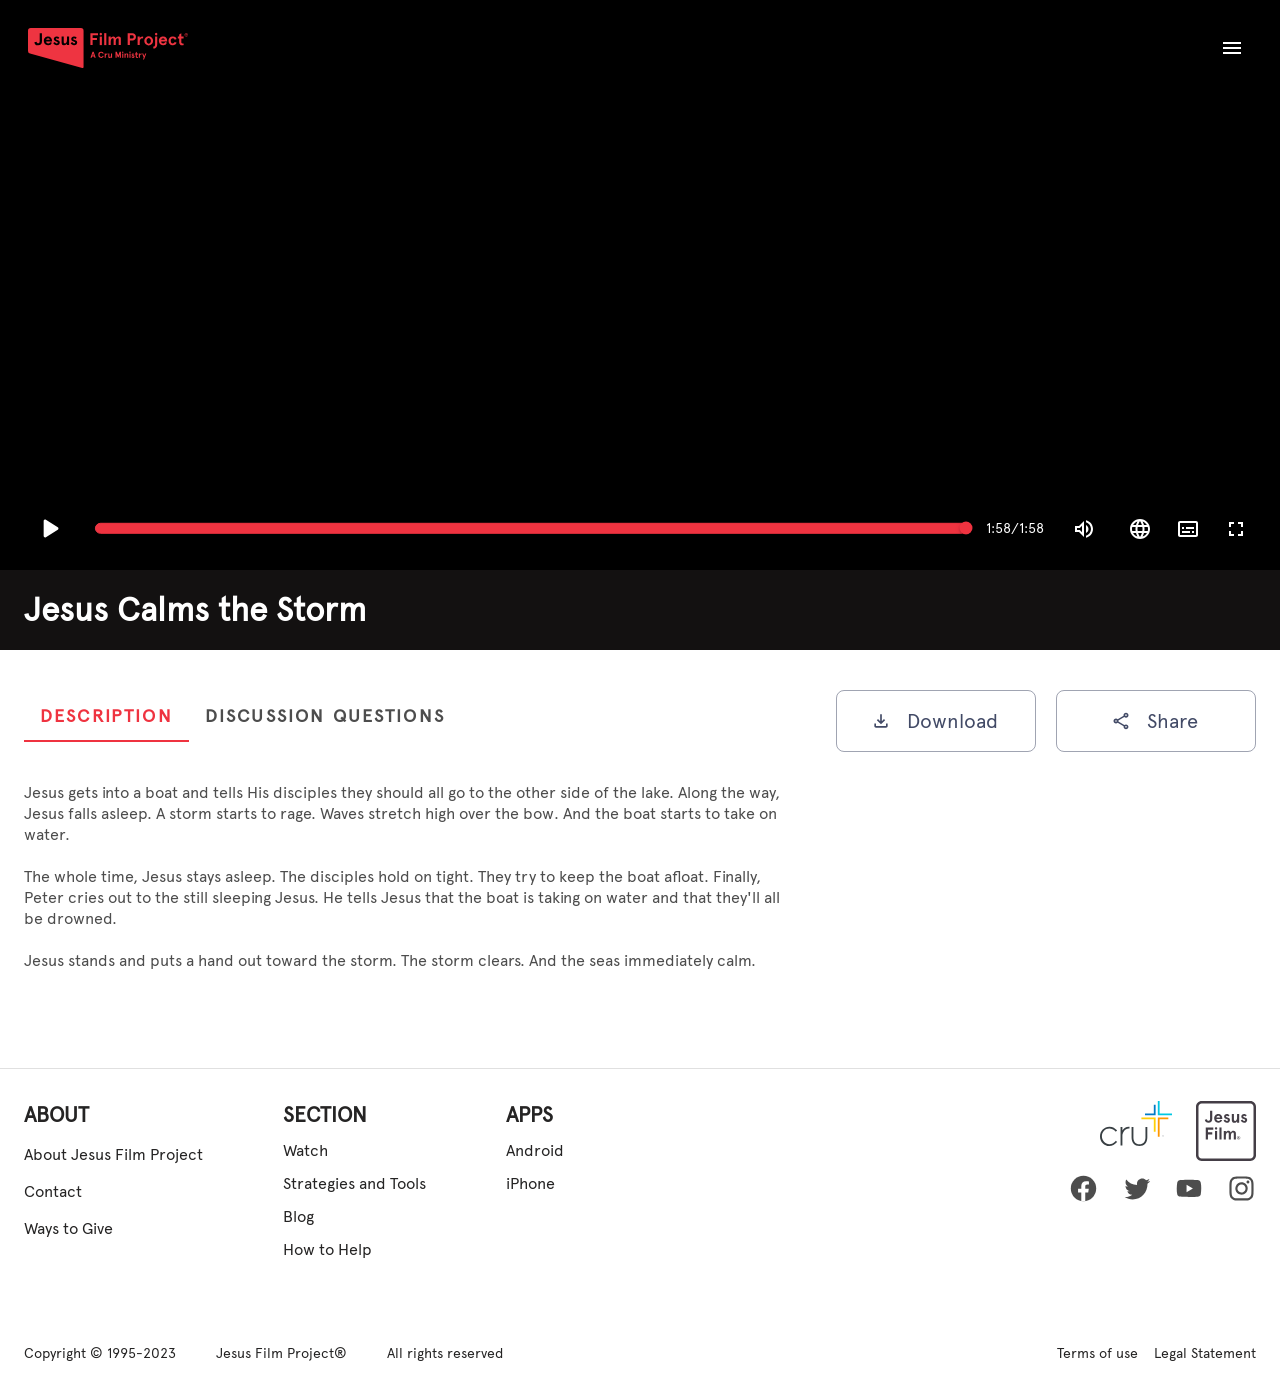 Jesus Film Project®
A Cru Ministry
1:58/1:58
Jesus Calms the Storm
DESCRIPTION DISCUSSION QUESTIONS
Download
Share
Jesus gets into a boat and tells His disciples they should all go to the other side of the lake. Along the way,
Jesus falls asleep. A storm starts to rage. Waves stretch high over the bow. And the boat starts to take on
water.
The whole time, Jesus stays asleep. The disciples hold on tight. They try to keep the boat afloat. Finally,
Peter cries out to the still sleeping Jesus. He tells Jesus that the boat is taking on water and that they'll all
be drowned.
Jesus stands and puts a hand out toward the storm. The storm clears. And the seas immediately calm.
ABOUT
About Jesus Film Project
Contact
Ways to Give
SECTION
Watch
Strategies and Tools
Blog
How to Help
APPS
Android
iPhone
cru
Jesus
Film®
Copyright © 1995-2023 Jesus Film Project® All rights reserved
Terms of use Legal Statement